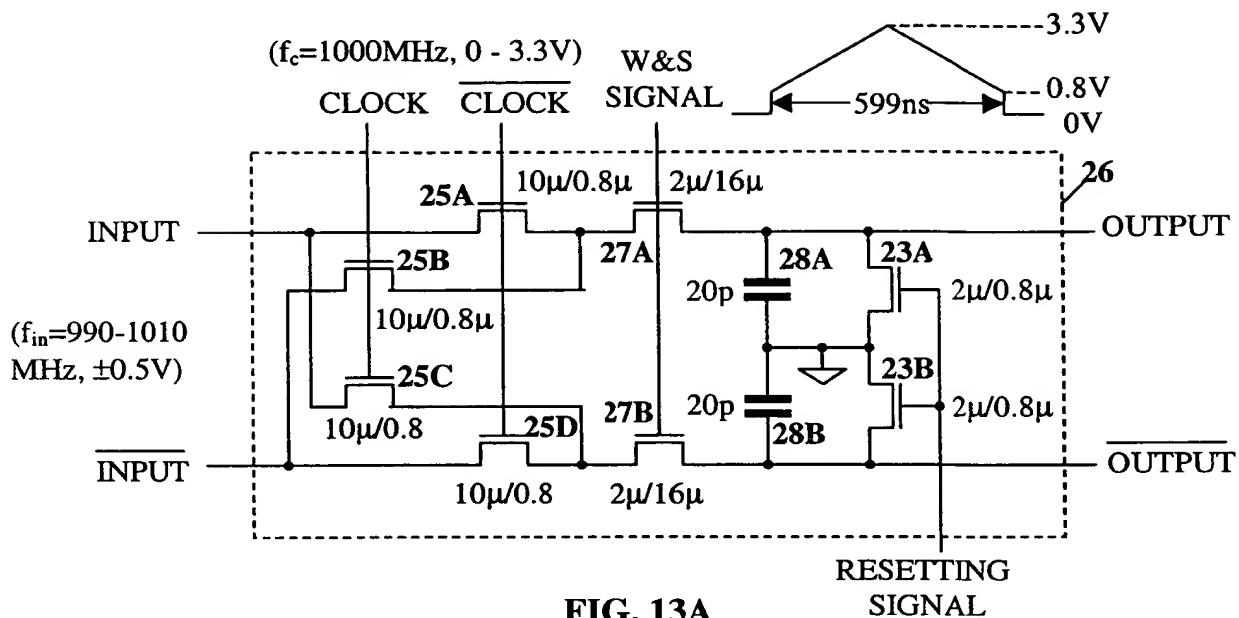 (fc=1000MHz, 0 - 3.3V)
CLOCK
CLOCK
W&S
SIGNAL
3.3V
0.8V
0V
599ns
26
25A
10µ/0.8µ
2µ/16µ
INPUT
OUTPUT
27A
25B
28A
23A
20p
2µ/0.8µ
10µ/0.8µ
(fin=990-1010
MHz, ±0.5V)
25C
23B
10µ/0.8
27B
20p
2µ/0.8µ
25D
28B
INPUT
OUTPUT
10µ/0.8
2µ/16µ
RESETTING
SIGNAL
FIG. 13A